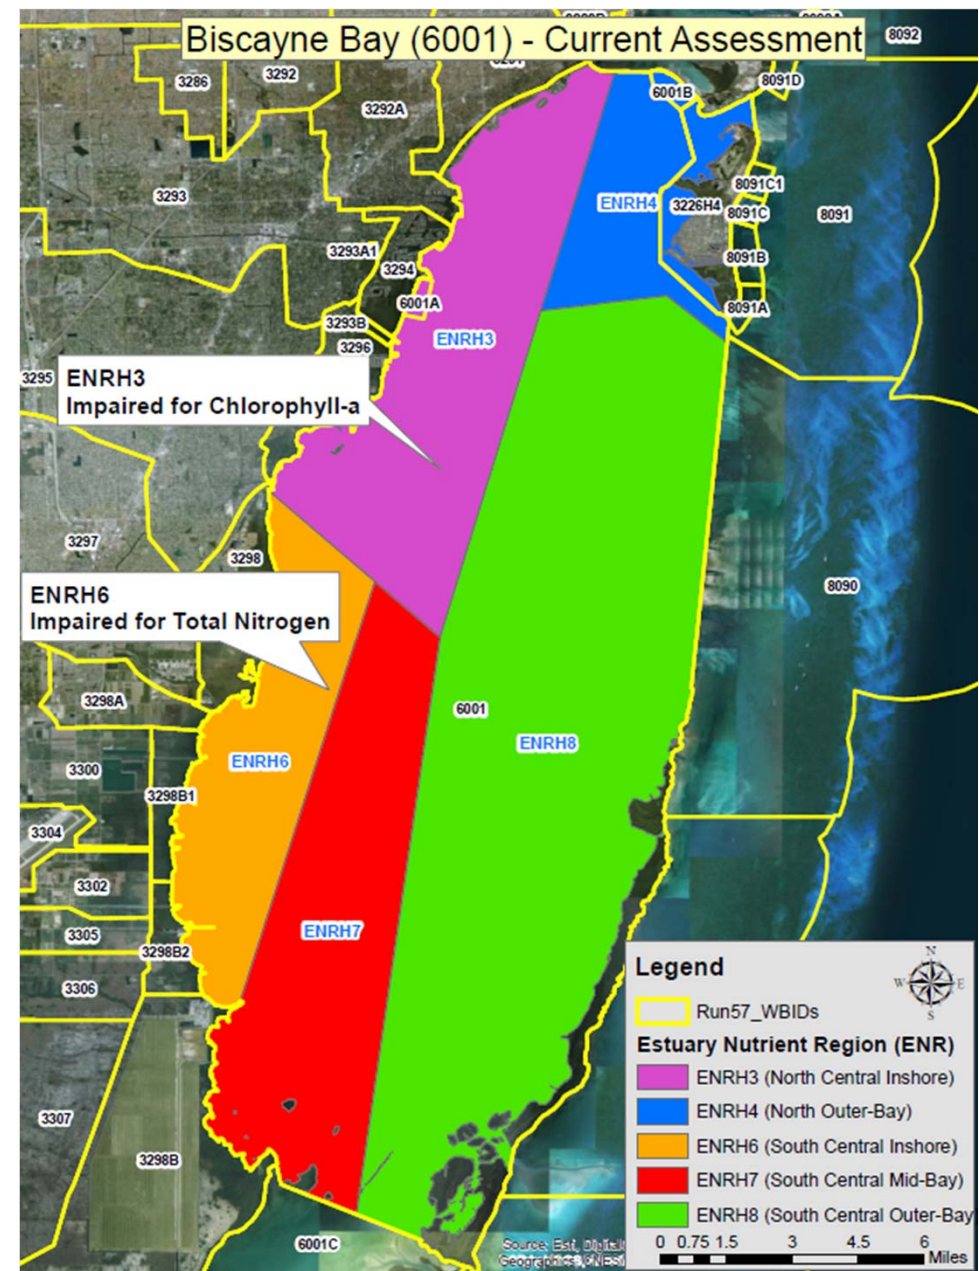 Biscayne Bay (6001) - Current Assessment
8092
3286
3292
3292A
6001B
8091D
3293
ENRH4
3226H4
8091C1
8091C
8091
3293A1
3294
8091B
6001A
8091A
3293B
ENRH3
3296
3295
ENRH3
Impaired for Chlorophyll-a
3297
3298
8090
ENRH6
Impaired for Total Nitrogen
3298A
6001
ENRH8
3300
ENRH6
3298B1
3304
3302
3305
ENRH7
3298B2
3306
3307
3298B
6001C
Legend
N
W
E
S
Run57_WBIDs
Estuary Nutrient Region (ENR)
ENRH3 (North Central Inshore)
ENRH4 (North Outer-Bay)
ENRH6 (South Central Inshore)
ENRH7 (South Central Mid-Bay)
ENRH8 (South Central Outer-Bay
0 0.75 1.5 3 4.5 6
Miles
Source: Esri,